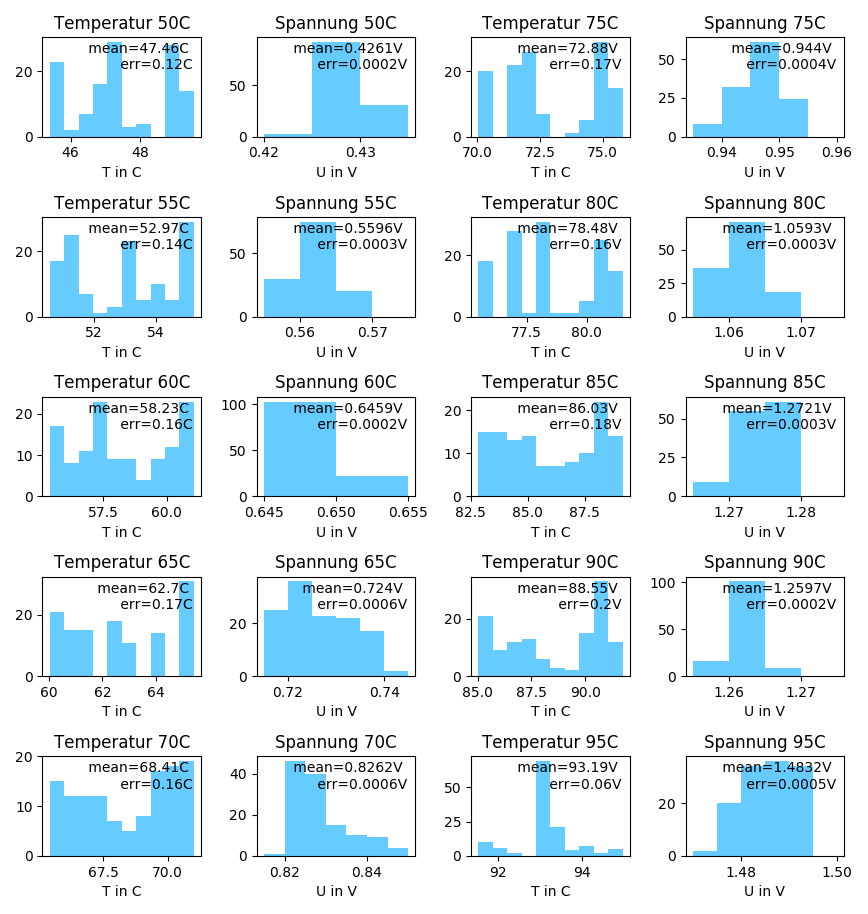 Temperatur 50C
mean=47.46C
err=0.12C
20
0
46 48
T in C
Spannung 50C
mean=0.4261V
err=0.0002V
50
0
0.42 0.43
U in V
Temperatur 75C
mean=72.88V
err=0.17V
20
0
70.0 72.5 75.0
T in C
Spannung 75C
mean=0.944V
err=0.0004V
50
25
0
0.94 0.95 0.96
U in V
Temperatur 55C
mean=52.97C
err=0.14C
20
0
52 54
T in C
Spannung 55C
mean=0.5596V
err=0.0003V
50
0
0.56 0.57
U in V
Temperatur 80C
mean=78.48V
err=0.16V
20
0
77.5 80.0
T in C
Spannung 80C
mean=1.0593V
err=0.0003V
50
25
0
1.06 1.07
U in V
Temperatur 60C
mean=58.23C
err=0.16C
20
10
0
57.5 60.0
T in C
Spannung 60C
mean=0.6459V
err=0.0002V
100
50
0
0.645 0.650 0.655
U in V
Temperatur 85C
mean=86.03V
err=0.18V
20
10
0
82.5 85.0 87.5
T in C
Spannung 85C
mean=1.2721V
err=0.0003V
50
25
0
1.27 1.28
U in V
Temperatur 65C
mean=62.7C
err=0.17C
20
0
60 62 64
T in C
Spannung 65C
mean=0.724V
err=0.0006V
20
0
0.72 0.74
U in V
Temperatur 90C
mean=88.55V
err=0.2V
20
0
85.0 87.5 90.0
T in C
Spannung 90C
mean=1.2597V
err=0.0002V
100
50
0
1.26 1.27
U in V
Temperatur 70C
mean=68.41C
err=0.16C
20
10
0
67.5 70.0
T in C
Spannung 70C
mean=0.8262V
err=0.0006V
40
20
0
0.82 0.84
U in V
Temperatur 95C
mean=93.19V
err=0.06V
50
25
0
92 94
T in C
Spannung 95C
mean=1.4832V
err=0.0005V
20
0
1.48 1.50
U in V